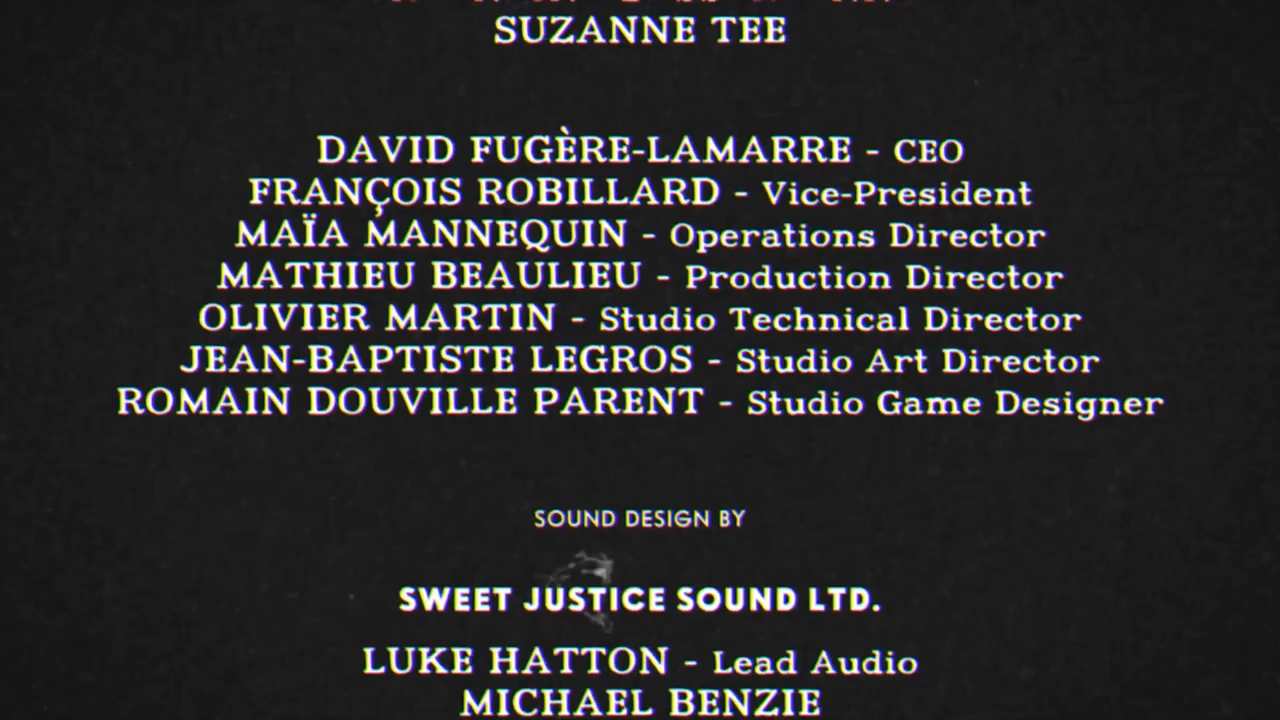 SUZANNE TEE
DAVID FUGÈRE-LAMARRE - CEO
FRANÇOIS ROBILLARD - Vice-President
MAÏA MANNEQUIN - Operations Director
MATHIEU BEAULIEU - Production Director
OLIVIER MARTIN - Studio Technical Director
JEAN-BAPTISTE LEGROS - Studio Art Director
ROMAIN DOUVILLE PARENT - Studio Game Designer
SOUND DESIGN BY
SWEET JUSTICE SOUND LTD.
LUKE HATTON - Lead Audio
MICHAEL BENZIE